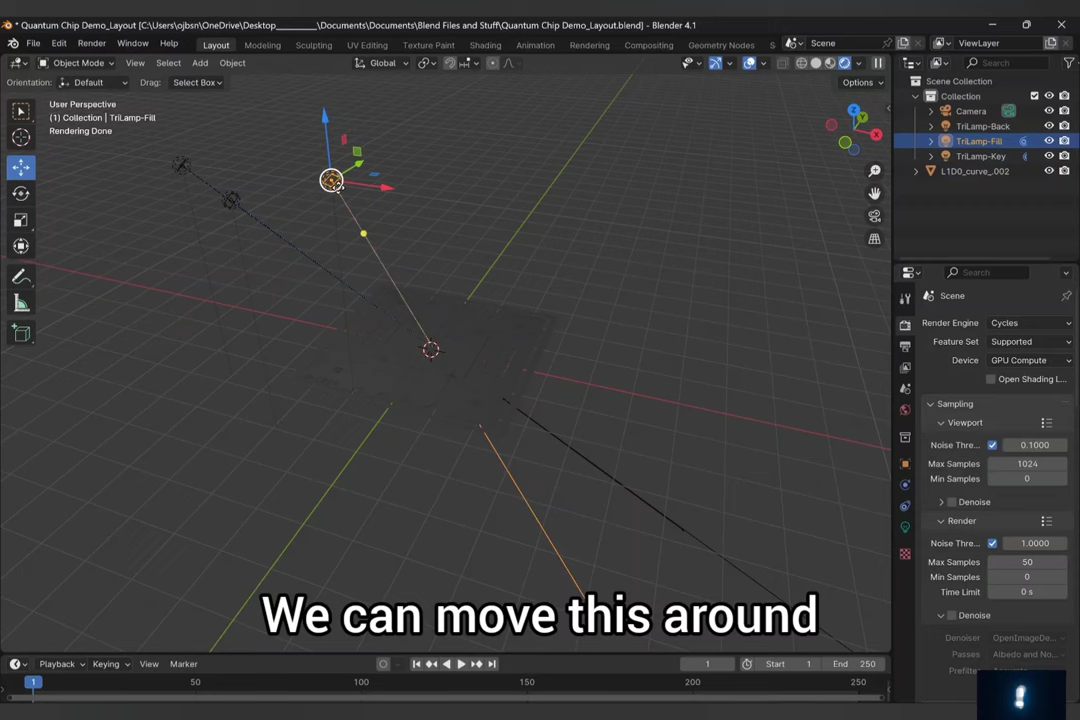 * Quantum Chip Demo_Layout [C:\Users\ojbsn\OneDrive\Desktop_________\Documents\Documents\Blend Files and Stuff\Quantum Chip Demo_Layout.blend] - Blender 4.1
File Edit Render Window Help Layout Modeling Sculpting UV Editing Texture Paint Shading Animation Rendering Compositing Geometry Nodes S Scene ViewLayer
Object Mode View Select Add Object Global Search
Orientation: Default Drag: Select Box Options
Scene Collection
Collection
Camera
TriLamp-Back
TriLamp-Fill
TriLamp-Key
L1D0_curve_.002
User Perspective
(1) Collection | TriLamp-Fill
Rendering Done
Z
Y
X
Search
Scene
Render Engine Cycles
Feature Set Supported
Device GPU Compute
Open Shading L...
Sampling
Viewport
Noise Thre... 0.1000
Max Samples 1024
Min Samples 0
Denoise
Render
Noise Thre... 1.0000
Max Samples 50
Min Samples 0
Time Limit 0 s
Denoise
Denoiser OpenImageDe...
Passes Albedo and No...
We can move this around
Playback Keying View Marker 1 Start 1 End 250
1 50 100 150 200 250